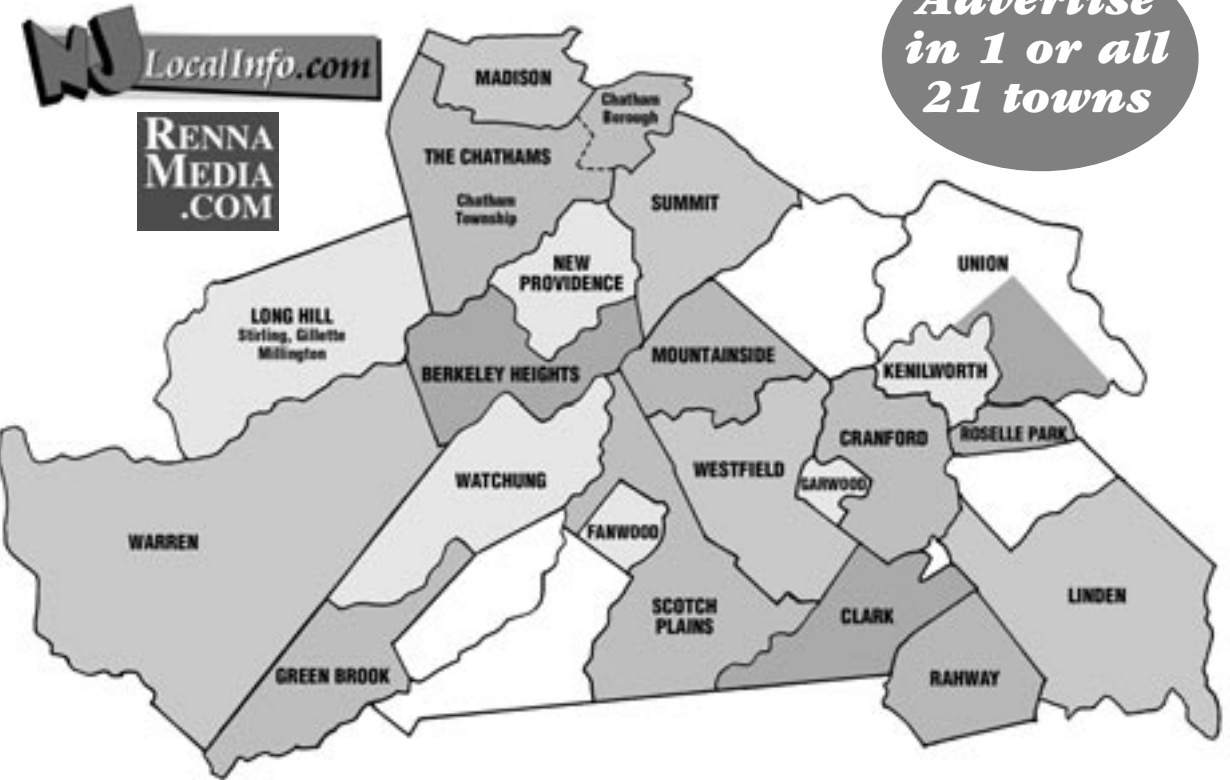 NJ LocalInfo.com
RENNA
MEDIA
.COM
Advertise
in 1 or all
21 towns
MADISON
Chatham
Borough
THE CHATHAMS
Chatham
Township
SUMMIT
NEW
PROVIDENCE
UNION
LONG HILL
Stirling, Gillette
Millington
BERKELEY HEIGHTS
MOUNTAINSIDE
KENILWORTH
CRANFORD
ROSELLE PARK
WESTFIELD
GARWOOD
WATCHUNG
WARREN
FANWOOD
SCOTCH
PLAINS
CLARK
LINDEN
GREEN BROOK
RAHWAY